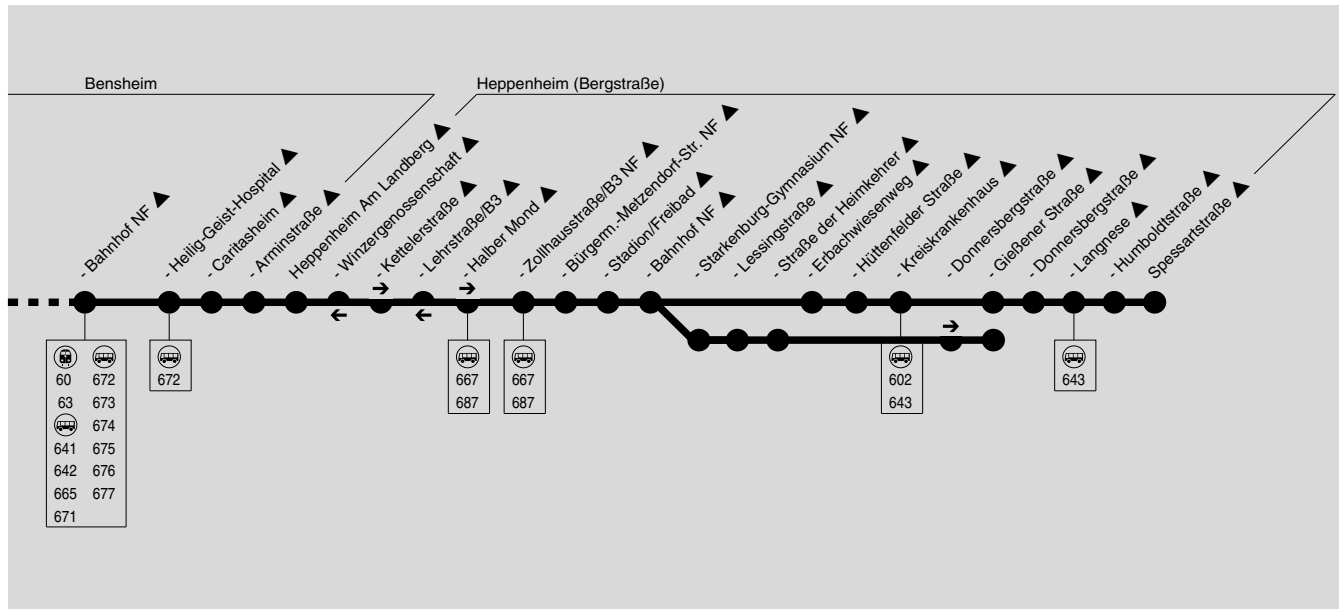 Bensheim
Heppenheim (Bergstraße)
- Bahnhof NF
- Heilig-Geist-Hospital
- Caritasheim
- Arminstraße
Heppenheim Am Landberg
- Winzergenossenschaft
- Kettelerstraße
- Lehrstraße/B3
- Halber Mond
- Zollhausstraße/B3 NF
- Bürgerm.-Metzendorf-Str. NF
- Stadion/Freibad
- Bahnhof NF
- Starkenburg-Gymnasium NF
- Lessingstraße
- Straße der Heimkehrer
- Erbachwiesenweg
- Hüttenfelder Straße
- Kreiskrankenhaus
- Donnersbergstraße
- Gießener Straße
- Donnersbergstraße
- Langnese
- Humboldtstraße
Spessartstraße
60 672
63 673
674
641 675
642 676
665 677
671
672
667
687
667
687
602
643
643